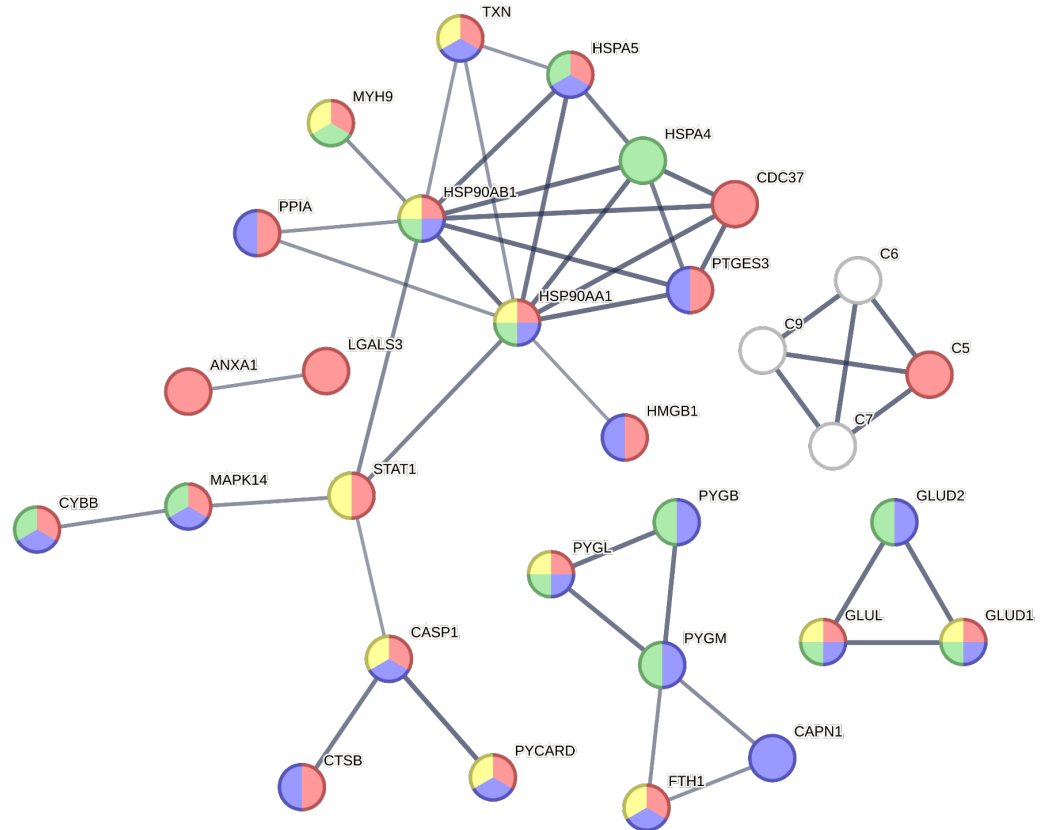 TXN
HSPA5
MYH9
HSPA4
CDC37
HSP90AB1
PPIA
PTGES3
C6
HSP90AA1
C9
LGALS3
C5
ANXA1
HMGB1
C7
STAT1
MAPK14
CYBB
PYGB
GLUD2
PYGL
GLUL
GLUD1
CASP1
PYGM
CAPN1
PYCARD
CTSB
FTH1